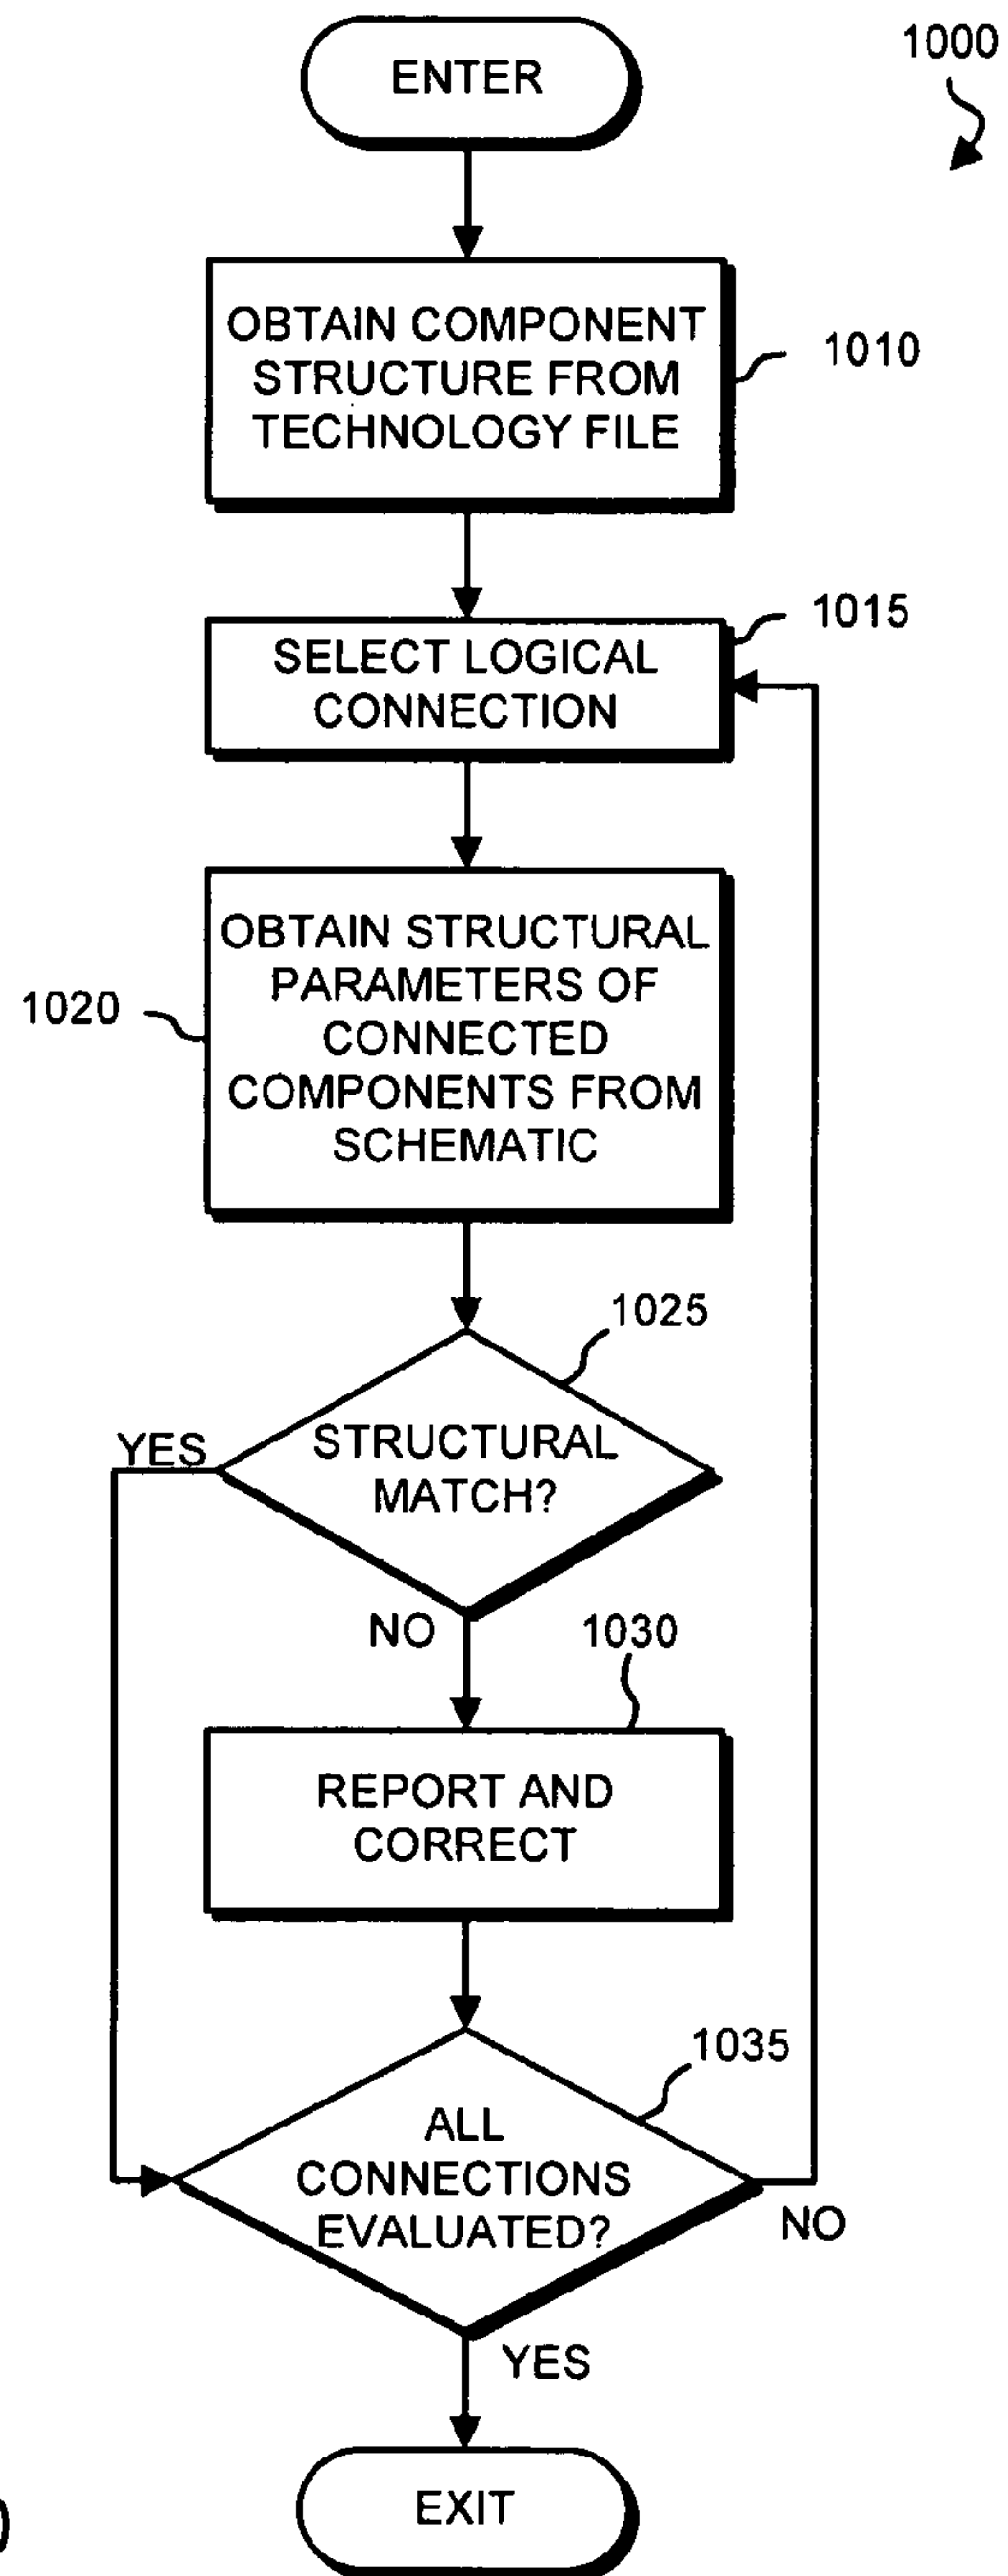 ENTER
1000
OBTAIN COMPONENT
STRUCTURE FROM
TECHNOLOGY FILE
1010
1015
SELECT LOGICAL
CONNECTION
OBTAIN STRUCTURAL
PARAMETERS OF
CONNECTED
COMPONENTS FROM
SCHEMATIC
1020
1025
STRUCTURAL
MATCH?
YES
NO
1030
REPORT AND
CORRECT
1035
ALL
CONNECTIONS
EVALUATED?
NO
YES
EXIT